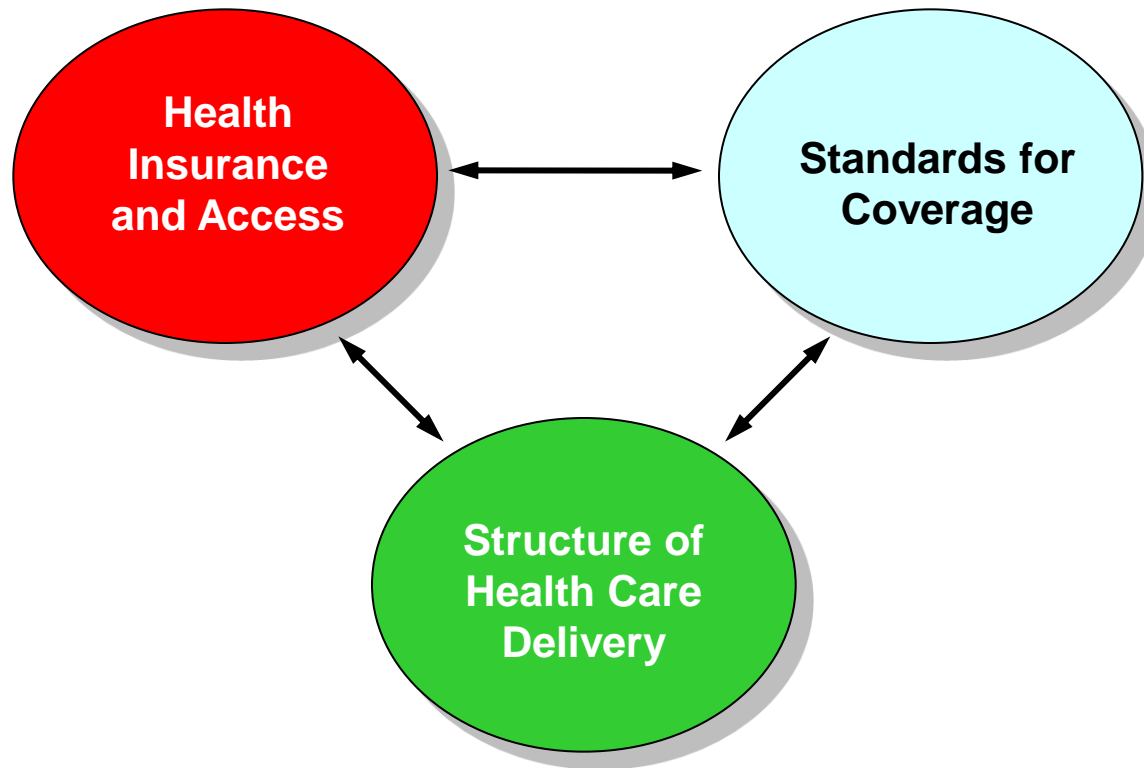 Health
Insurance
and Access
Standards for
Coverage
Structure of
Health Care
Delivery